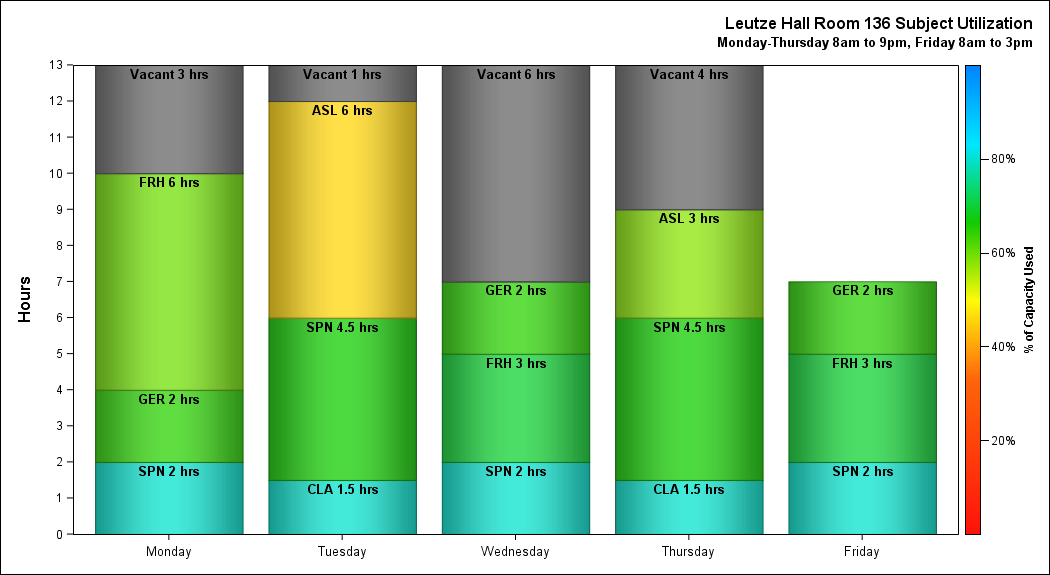 Leutze Hall Room 136 Subject Utilization
Monday-Thursday 8am to 9pm, Friday 8am to 3pm
Hours
13
12
11
10
9
8
7
6
5
4
3
2
1
0
Vacant 3 hrs
FRH 6 hrs
GER 2 hrs
SPN 2 hrs
Vacant 1 hrs
ASL 6 hrs
SPN 4.5 hrs
CLA 1.5 hrs
Vacant 6 hrs
GER 2 hrs
FRH 3 hrs
SPN 2 hrs
Vacant 4 hrs
ASL 3 hrs
SPN 4.5 hrs
CLA 1.5 hrs
GER 2 hrs
FRH 3 hrs
SPN 2 hrs
Monday
Tuesday
Wednesday
Thursday
Friday
80%
60%
40%
20%
% of Capacity Used